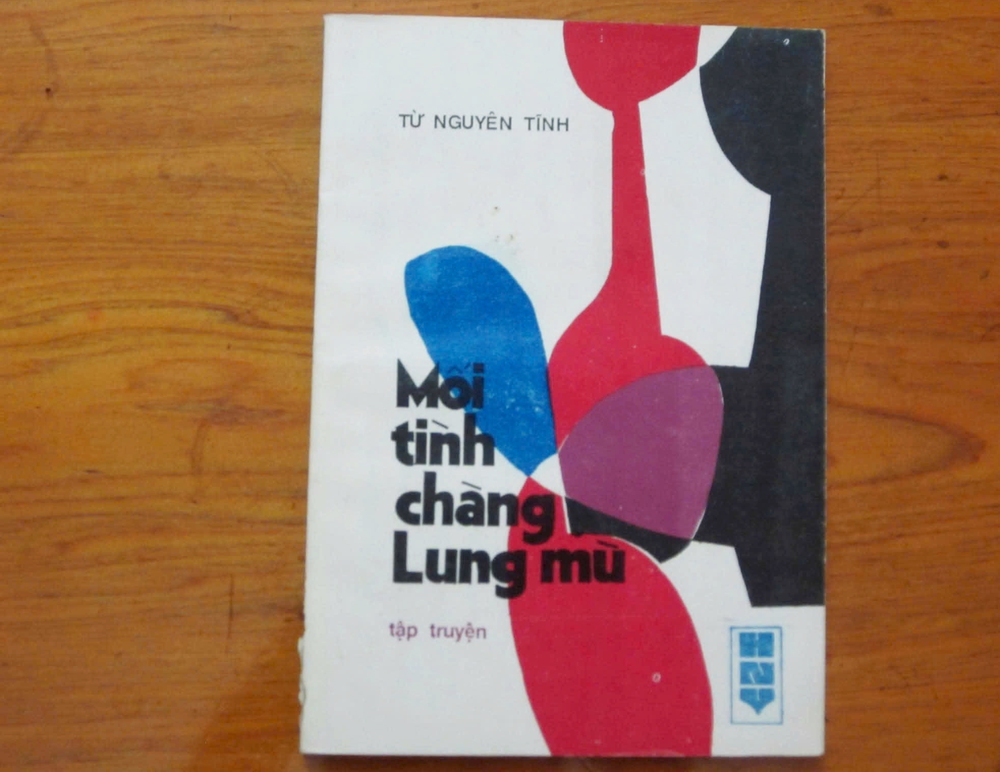 TỪ NGUYÊN TĨNH
Mối
tình
chàng
Lung mù
tập truyện